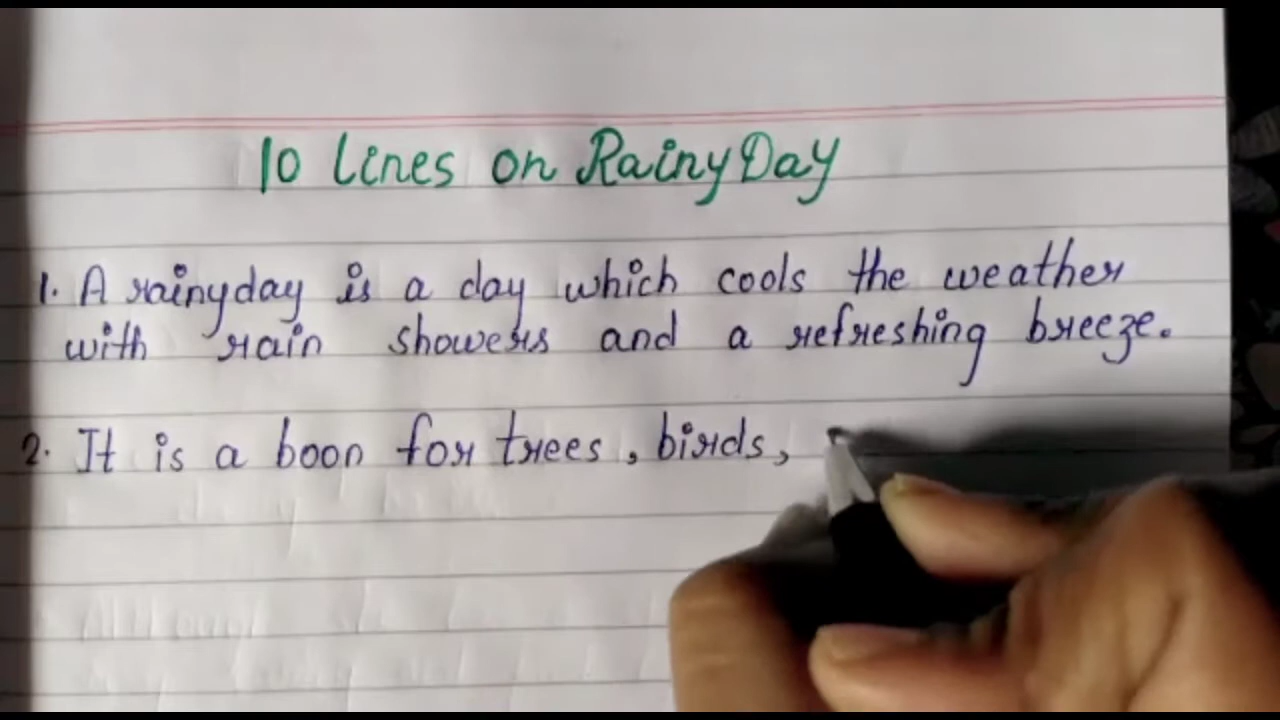 10 Lines on Rainy Day
1. A rainyday is a day which cools the weather
with rain showers and a refreshing breeze.
2. It is a boon for trees, birds,